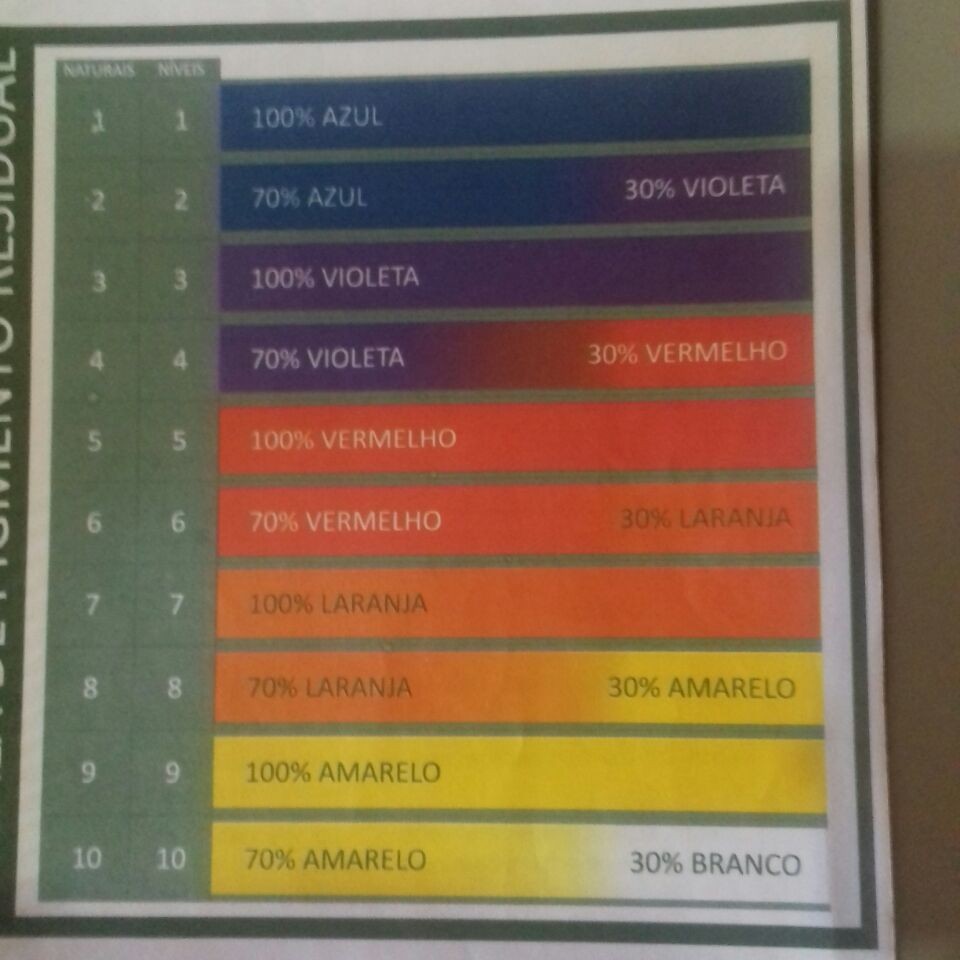 PIGMENTO RESIDUAL
NATURAIS NÍVEIS
1 1 100% AZUL
2 2 70% AZUL 30% VIOLETA
3 3 100% VIOLETA
4 4 70% VIOLETA 30% VERMELHO
5 5 100% VERMELHO
6 6 70% VERMELHO 30% LARANJA
7 7 100% LARANJA
8 8 70% LARANJA 30% AMARELO
9 9 100% AMARELO
10 10 70% AMARELO 30% BRANCO